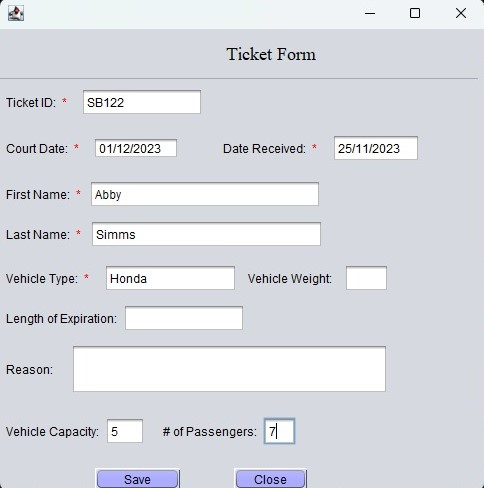 Ticket Form
Ticket ID: * SB122
Court Date: * 01/12/2023 Date Received: * 25/11/2023
First Name: * Abby
Last Name: * Simms
Vehicle Type: * Honda Vehicle Weight:
Length of Expiration:
Reason:
Vehicle Capacity: 5 # of Passengers: 7
Save Close